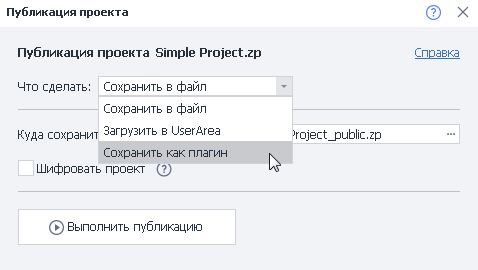 Публикация проекта
Публикация проекта Simple Project.zp
Справка
Что сделать: Сохранить в файл
Сохранить в файл
Загрузить в UserArea
Сохранить как плагин
Куда сохранит Project_public.zp ...
Шифровать проект ?
Выполнить публикацию